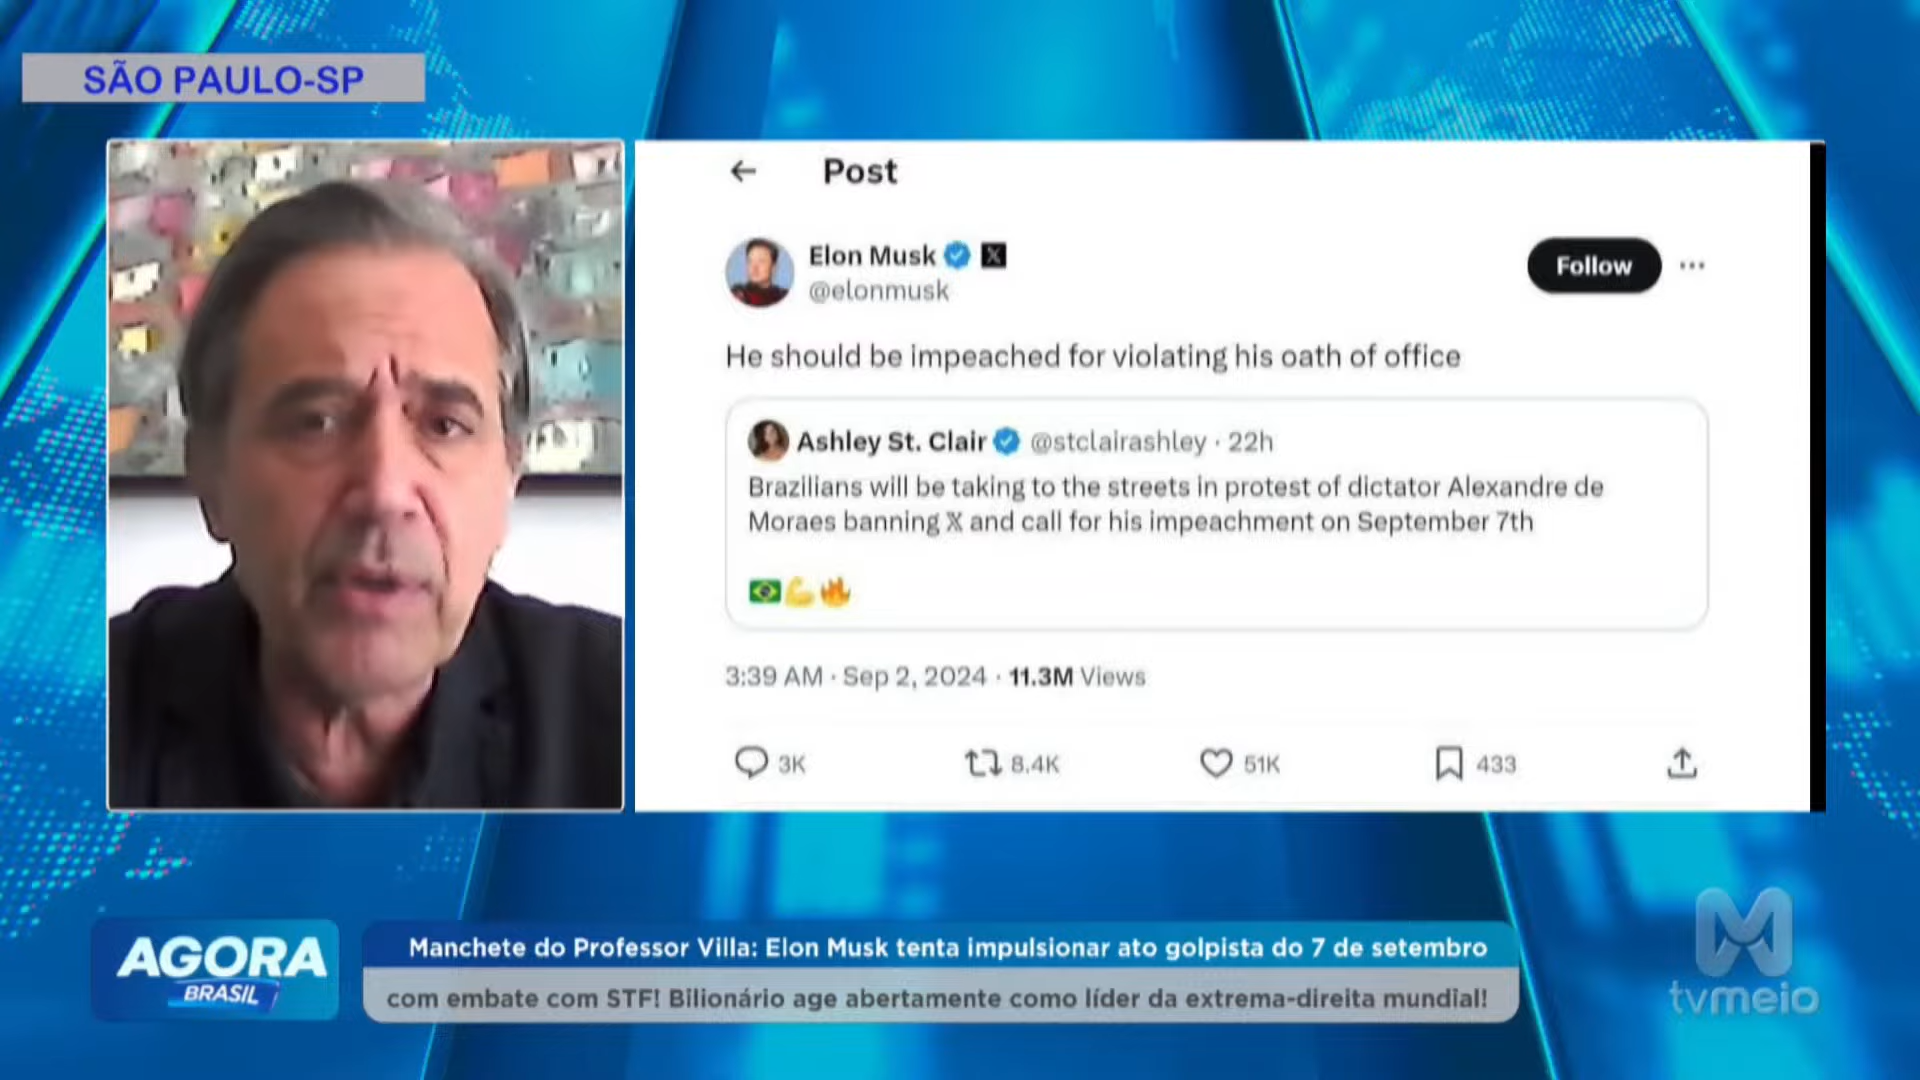 SÃO PAULO-SP
Post
Elon Musk
@elonmusk
Follow
He should be impeached for violating his oath of office
Ashley St. Clair @stclairashley · 22h
Brazilians will be taking to the streets in protest of dictator Alexandre de
Moraes banning 𝕏 and call for his impeachment on September 7th
🇧🇷💪🔥
3:39 AM · Sep 2, 2024 · 11.3M Views
3K 8.4K 51K 433
AGORA
BRASIL
Manchete do Professor Villa: Elon Musk tenta impulsionar ato golpista do 7 de setembro
com embate com STF! Bilionário age abertamente como líder da extrema-direita mundial!
tvmeio